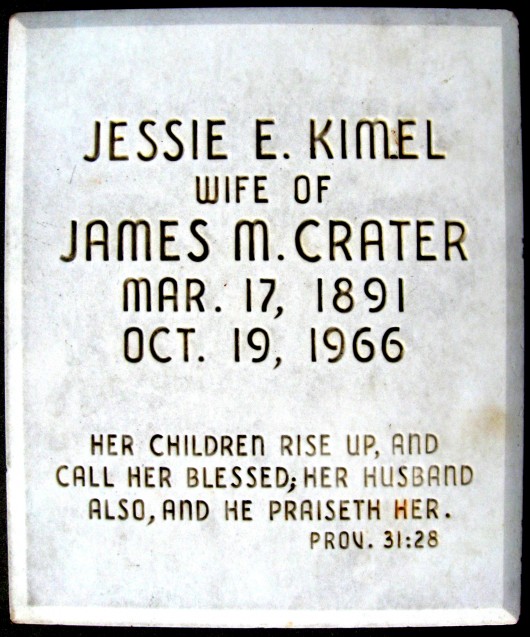 JESSIE E. KIMEL
WIFE OF
JAMES M. CRATER
MAR. 17, 1891
OCT. 19, 1966
HER CHILDREN RISE UP, AND
CALL HER BLESSED; HER HUSBAND
ALSO, AND HE PRAISETH HER.
PROV. 31:28